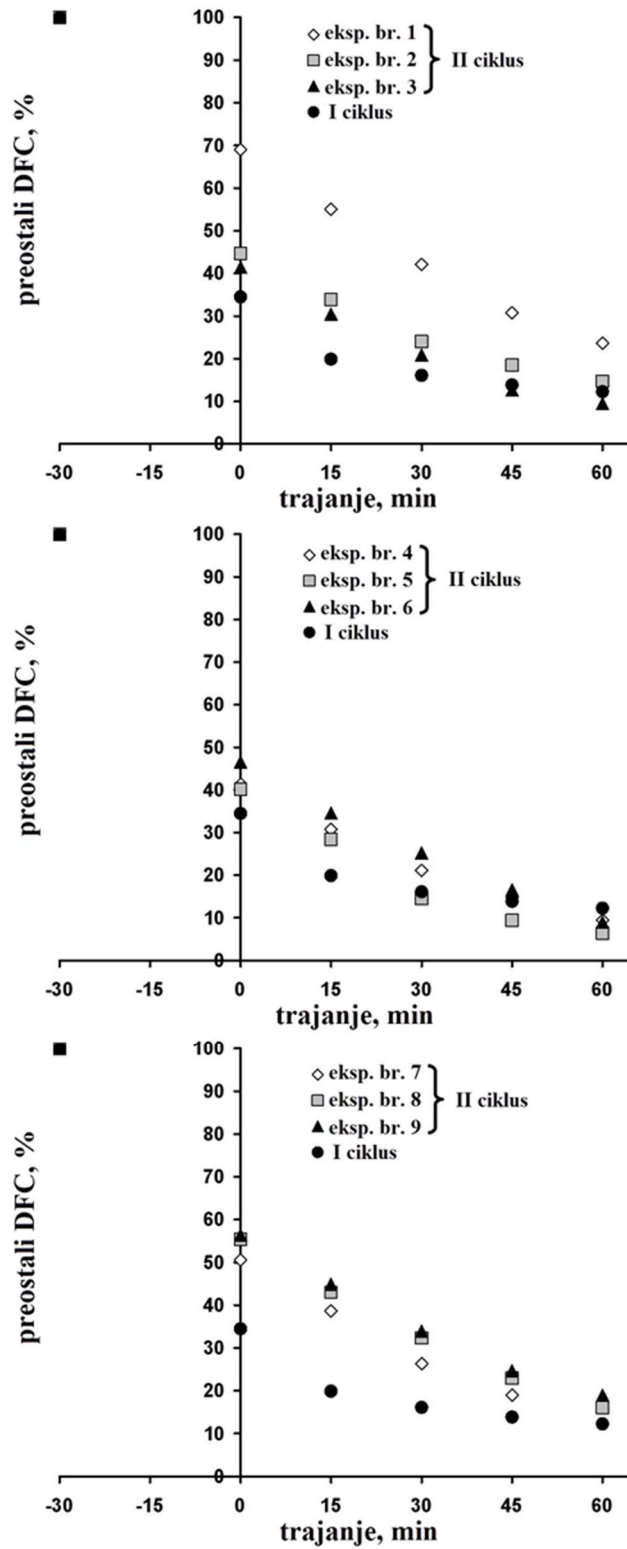 100
90
80
70
60
50
40
30
20
10
0
preostali DFC, %
eksp. br. 1
eksp. br. 2
eksp. br. 3
II ciklus
I ciklus
-30 -15 0 15 30 45 60
trajanje, min
100
90
80
70
60
50
40
30
20
10
0
preostali DFC, %
eksp. br. 4
eksp. br. 5
eksp. br. 6
II ciklus
I ciklus
-30 -15 0 15 30 45 60
trajanje, min
100
90
80
70
60
50
40
30
20
10
0
preostali DFC, %
eksp. br. 7
eksp. br. 8
eksp. br. 9
II ciklus
I ciklus
-30 -15 0 15 30 45 60
trajanje, min